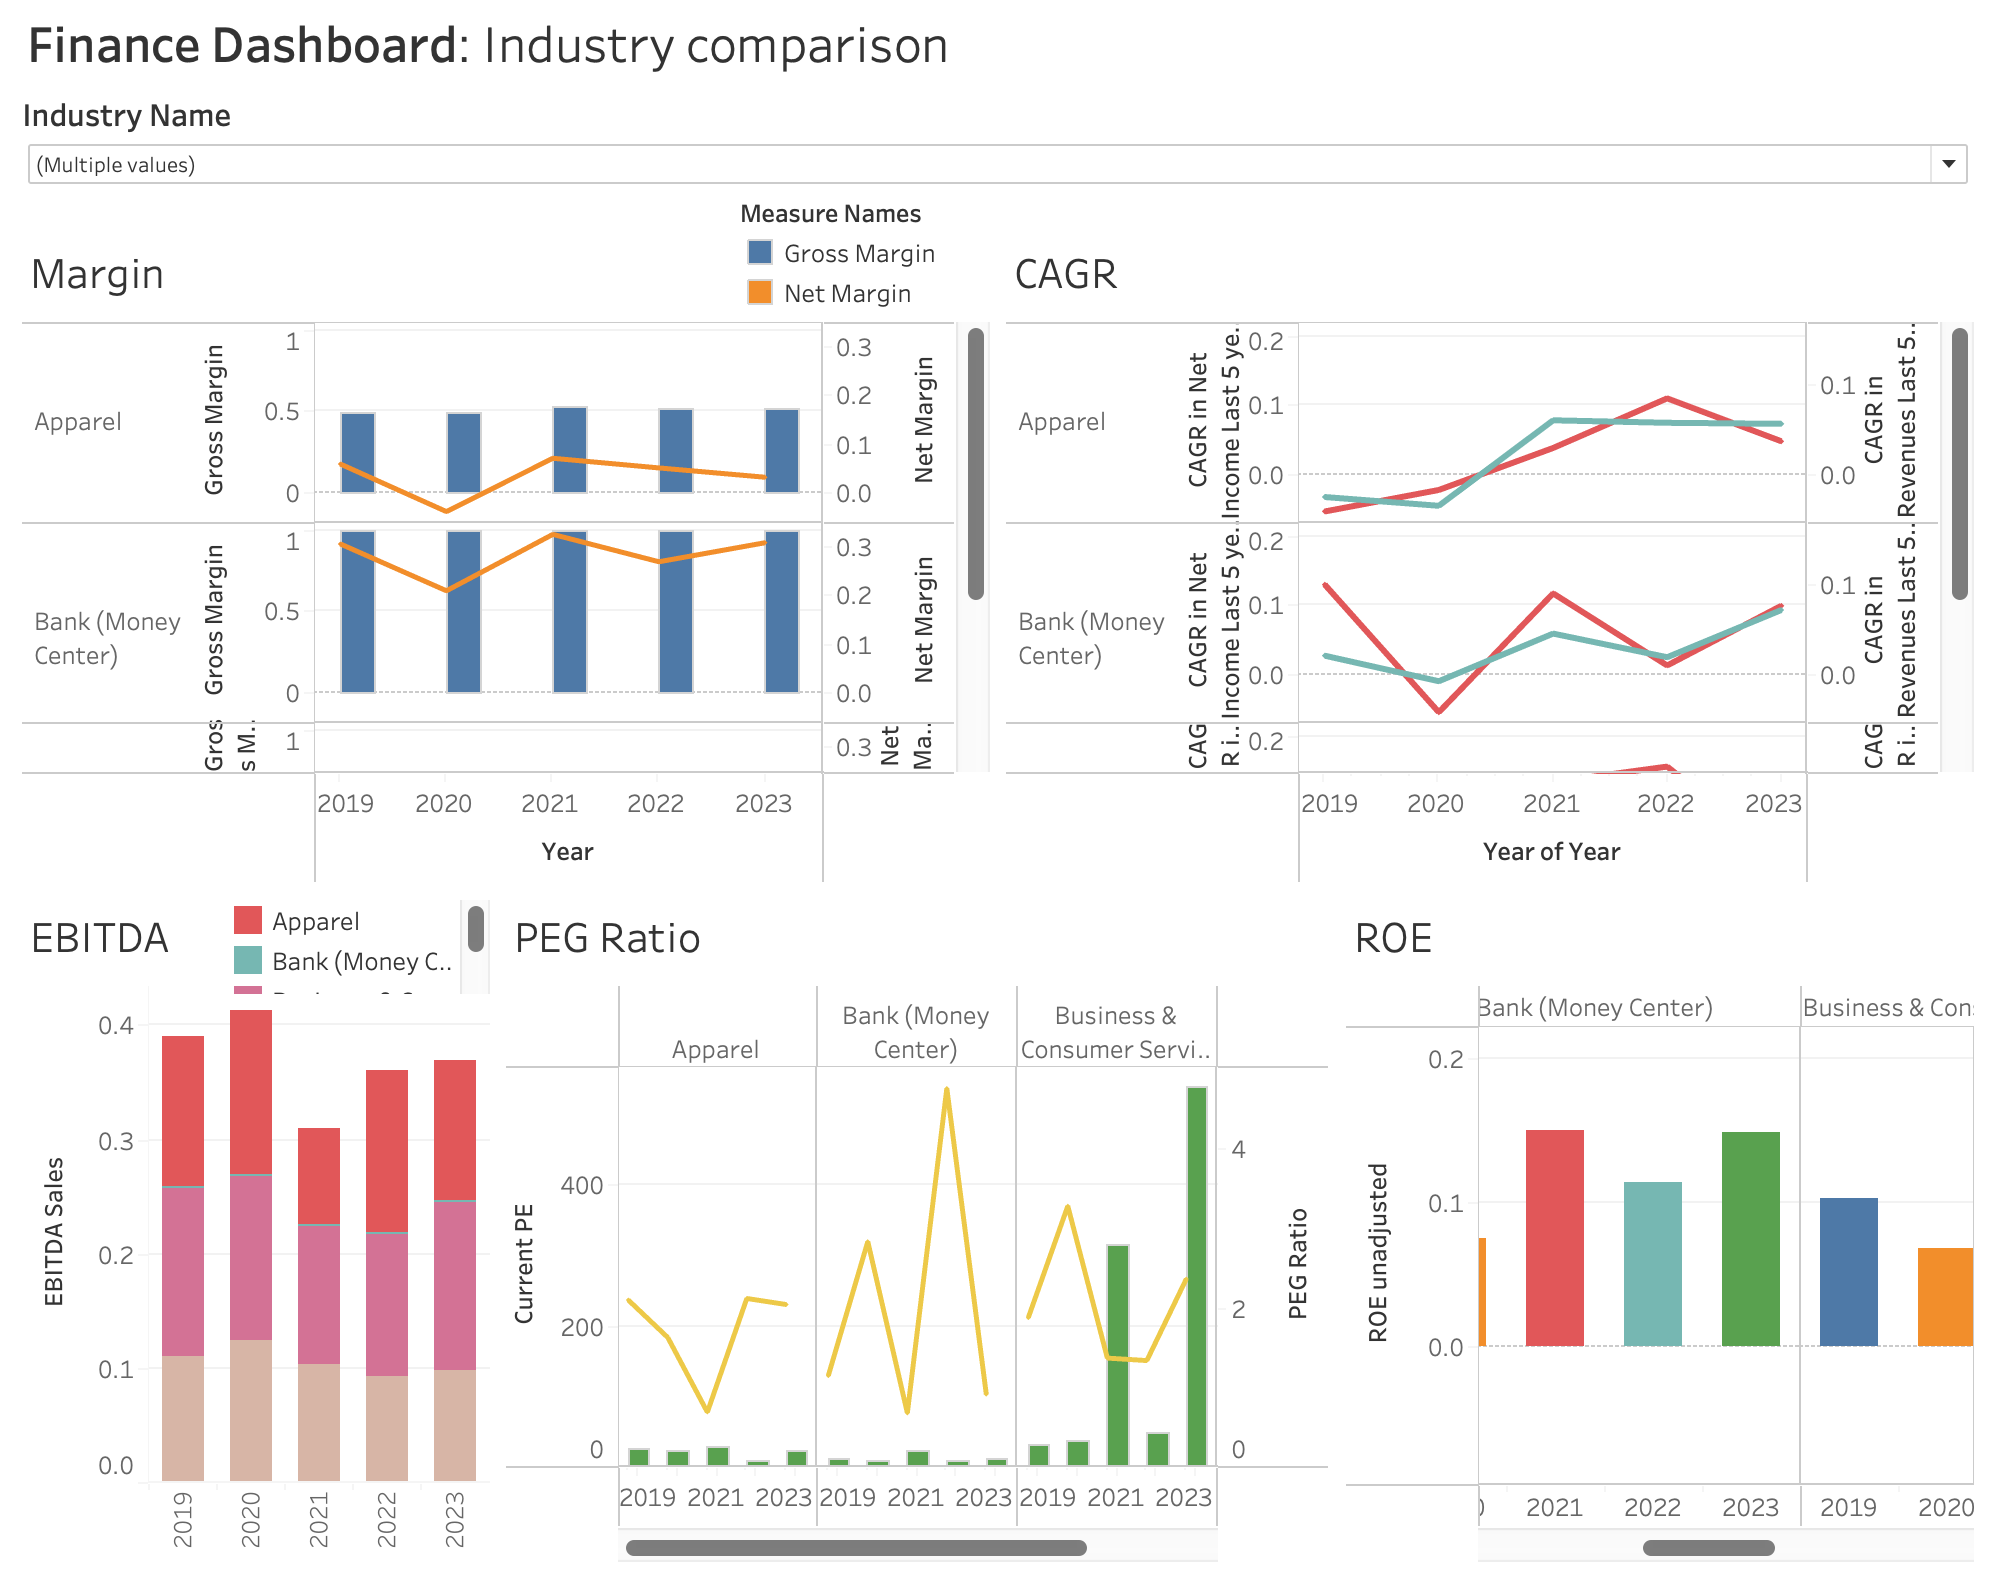 Finance Dashboard: Industry comparison
Industry Name
(Multiple values)
Measure Names
Gross Margin
Net Margin
Margin
Apparel
Gross Margin
1
0.5
0
0.3
0.2
0.1
0.0
Net Margin
Bank (Money
Center)
Gross Margin
1
0.5
0
0.3
0.2
0.1
0.0
Net Margin
Gros
s M..
1
0.3
Net
Ma..
2019 2020 2021 2022 2023
Year
CAGR
Apparel
CAGR in Net
Income Last 5 ye..
0.2
0.1
0.0
0.1
0.0
CAGR in
Revenues Last 5..
Bank (Money
Center)
CAGR in Net
Income Last 5 ye..
0.2
0.1
0.0
0.1
0.0
CAGR in
Revenues Last 5..
CAG
R i..
0.2
CAG
R i..
2019 2020 2021 2022 2023
Year of Year
EBITDA
Apparel
Bank (Money C..
EBITDA Sales
0.4
0.3
0.2
0.1
0.0
2019 2020 2021 2022 2023
PEG Ratio
Apparel
Bank (Money
Center)
Business &
Consumer Servi..
Current PE
400
200
0
4
2
0
PEG Ratio
2019 2021 2023 2019 2021 2023 2019 2021 2023
ROE
Bank (Money Center)
Business & Con
ROE unadjusted
0.2
0.1
0.0
2021 2022 2023 2019 2020